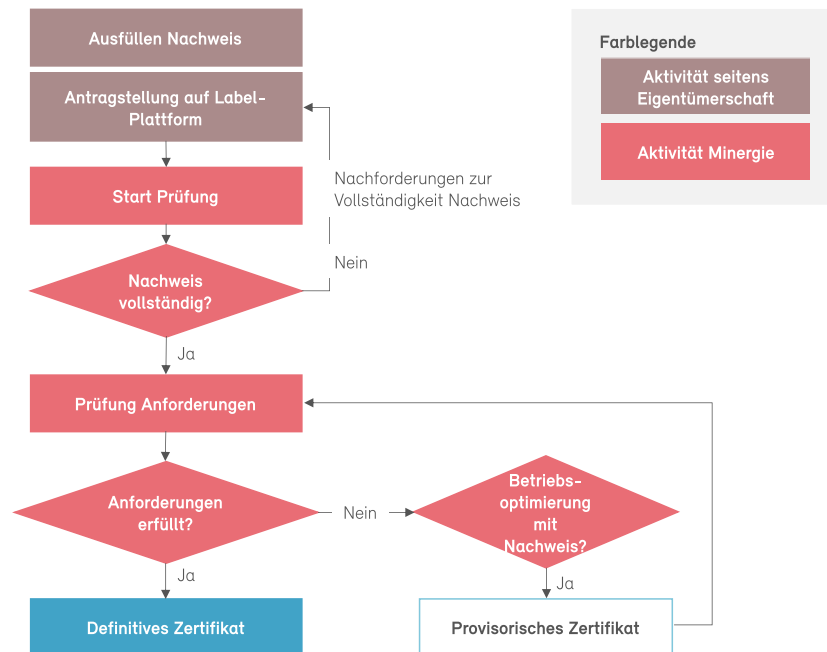 Ausfüllen Nachweis
Antragstellung auf Label-
Plattform
Start Prüfung
Nachforderungen zur
Vollständigkeit Nachweis
Nein
Nachweis
vollständig?
Ja
Prüfung Anforderungen
Anforderungen
erfüllt?
Nein
Betriebs-
optimierung
mit
Nachweis?
Ja
Ja
Definitives Zertifikat
Provisorisches Zertifikat
Farblegende
Aktivität seitens
Eigentümerschaft
Aktivität Minergie